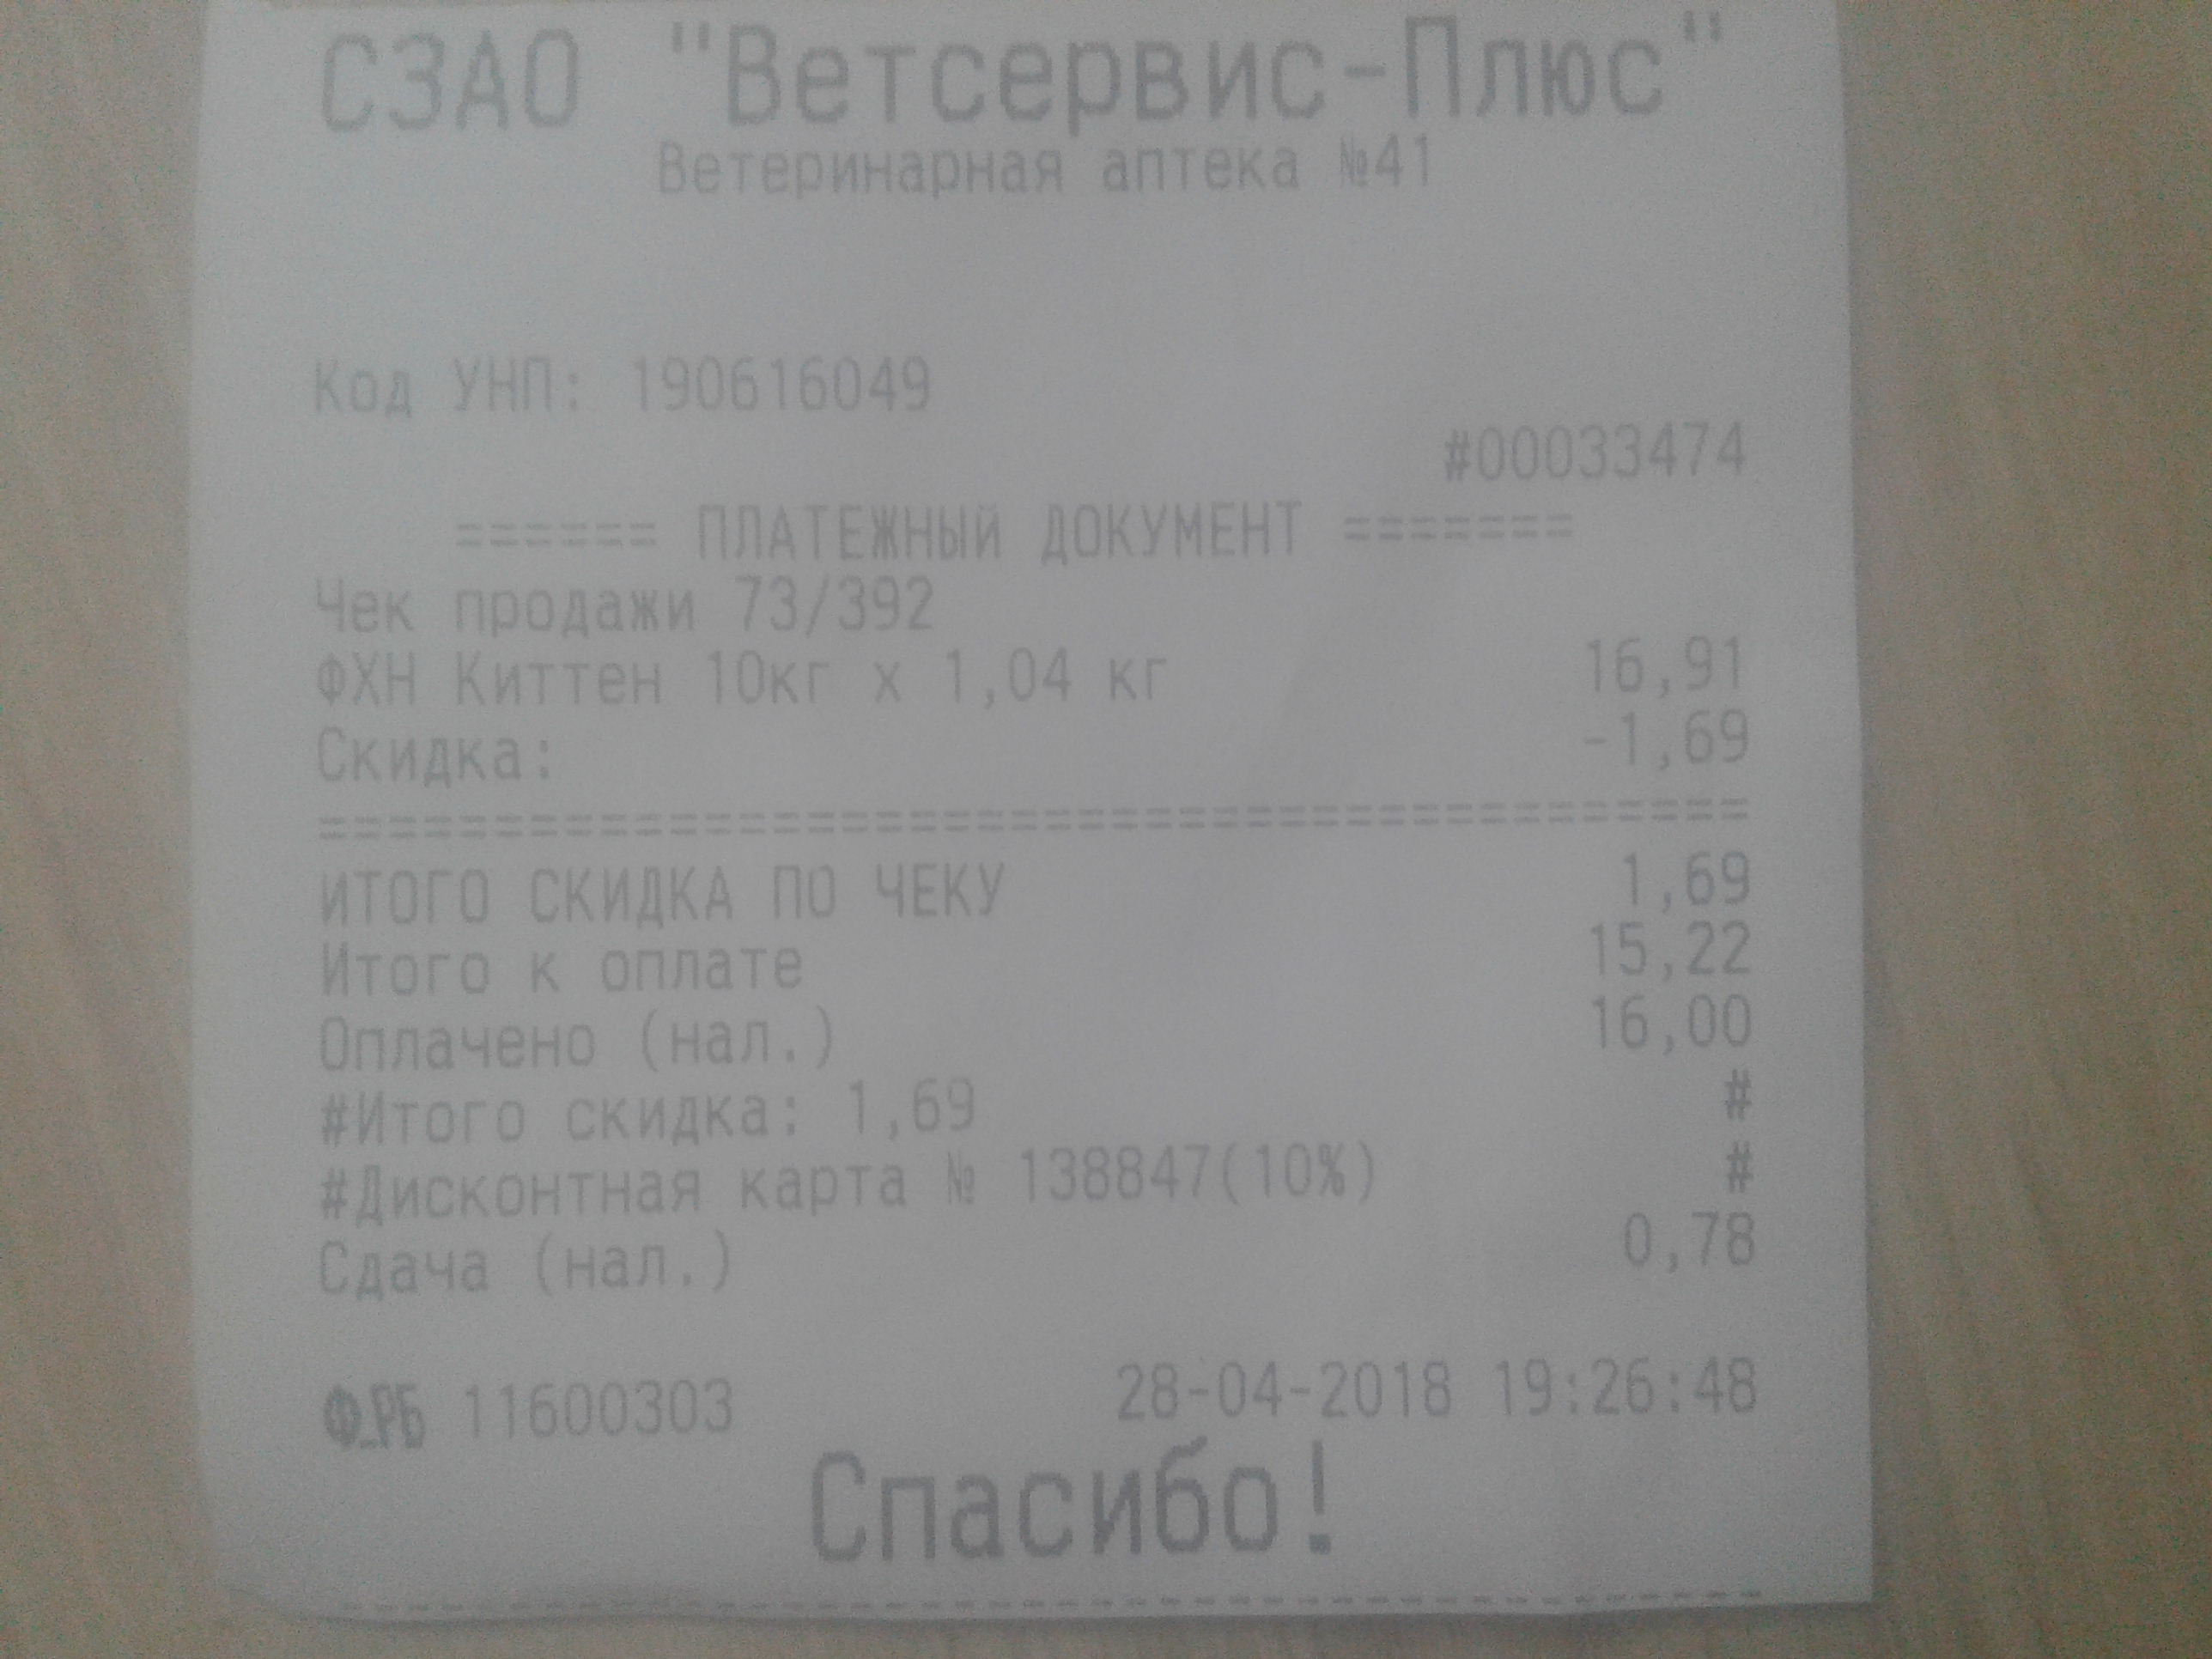 СЗАО "Ветсервис-Плюс"
Ветеринарная аптека №41
Код УНП: 190616049
#00033474
====== ПЛАТЕЖНЫЙ ДОКУМЕНТ =======
Чек продажи 73/392
ФХН Киттен 10кг x 1,04 кг 16,91
Скидка: -1,69
=========================================
ИТОГО СКИДКА ПО ЧЕКУ 1,69
Итого к оплате 15,22
Оплачено (нал.) 16,00
#Итого скидка: 1,69 #
#Дисконтная карта № 138847(10%) #
Сдача (нал.) 0,78
Ф_РБ 11600303 28-04-2018 19:26:48
Спасибо!